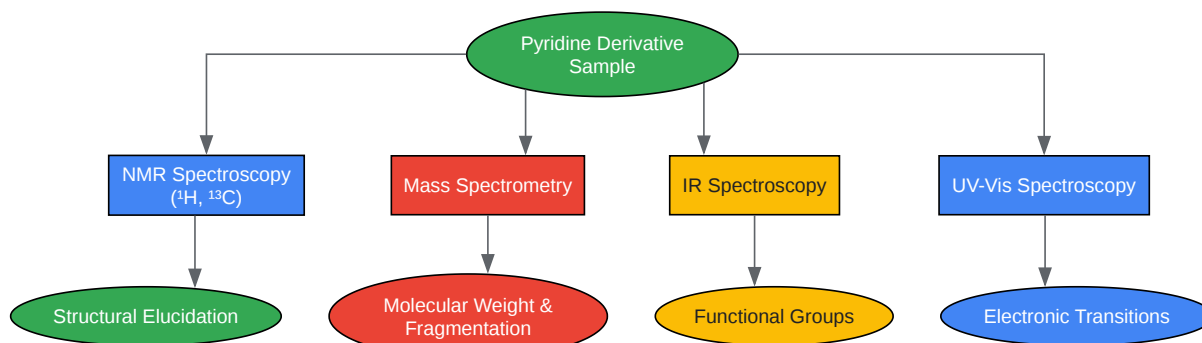 Pyridine Derivative
Sample
NMR Spectroscopy
(¹H, ¹³C)
Mass Spectrometry
IR Spectroscopy
UV-Vis Spectroscopy
Structural Elucidation
Molecular Weight &
Fragmentation
Functional Groups
Electronic Transitions